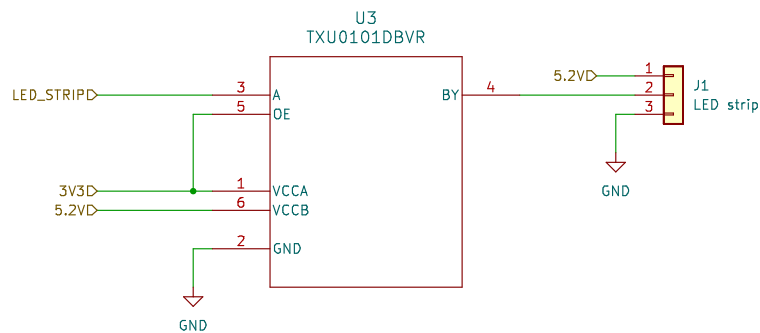 U3
TXU0101DBVR
LED_STRIP 3 A
5 OE
3V3 1 VCCA
5.2V 6 VCCB
2 GND
GND
BY 4
5.2V 1
2
3
J1
LED strip
GND